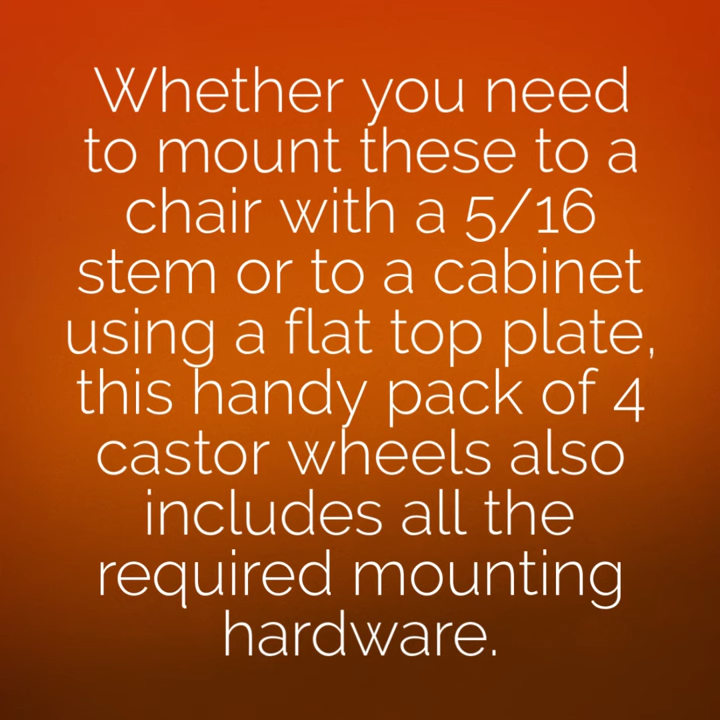 Whether you need
to mount these to a
chair with a 5/16
stem or to a cabinet
using a flat top plate,
this handy pack of 4
castor wheels also
includes all the
required mounting
hardware.